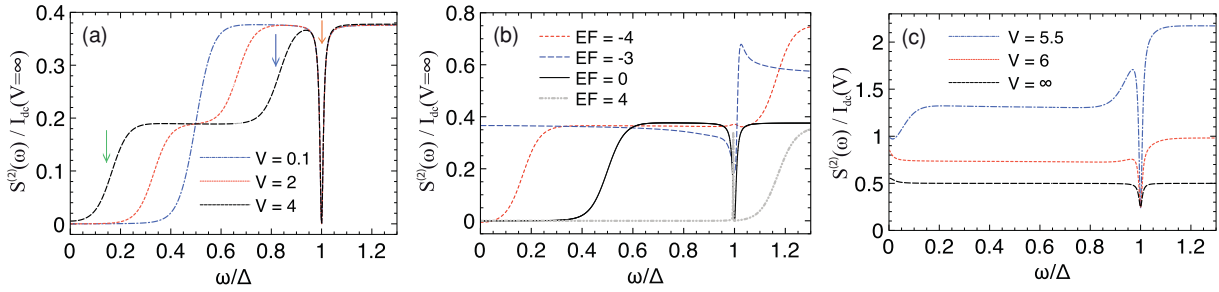 (a)
S⁽²⁾(ω) / I_dc(V=∞)
0.4
0.3
0.2
0.1
0
V = 0.1
V = 2
V = 4
0 0.2 0.4 0.6 0.8 1 1.2
ω/Δ
(b)
S⁽²⁾(ω) / I_dc(V=∞)
0.8
0.6
0.4
0.2
0
EF = -4
EF = -3
EF = 0
EF = 4
0 0.2 0.4 0.6 0.8 1 1.2
ω/Δ
(c)
S⁽²⁾(ω) / I_dc(V)
2
1.5
1
0.5
0
V = 5.5
V = 6
V = ∞
0 0.2 0.4 0.6 0.8 1 1.2
ω/Δ